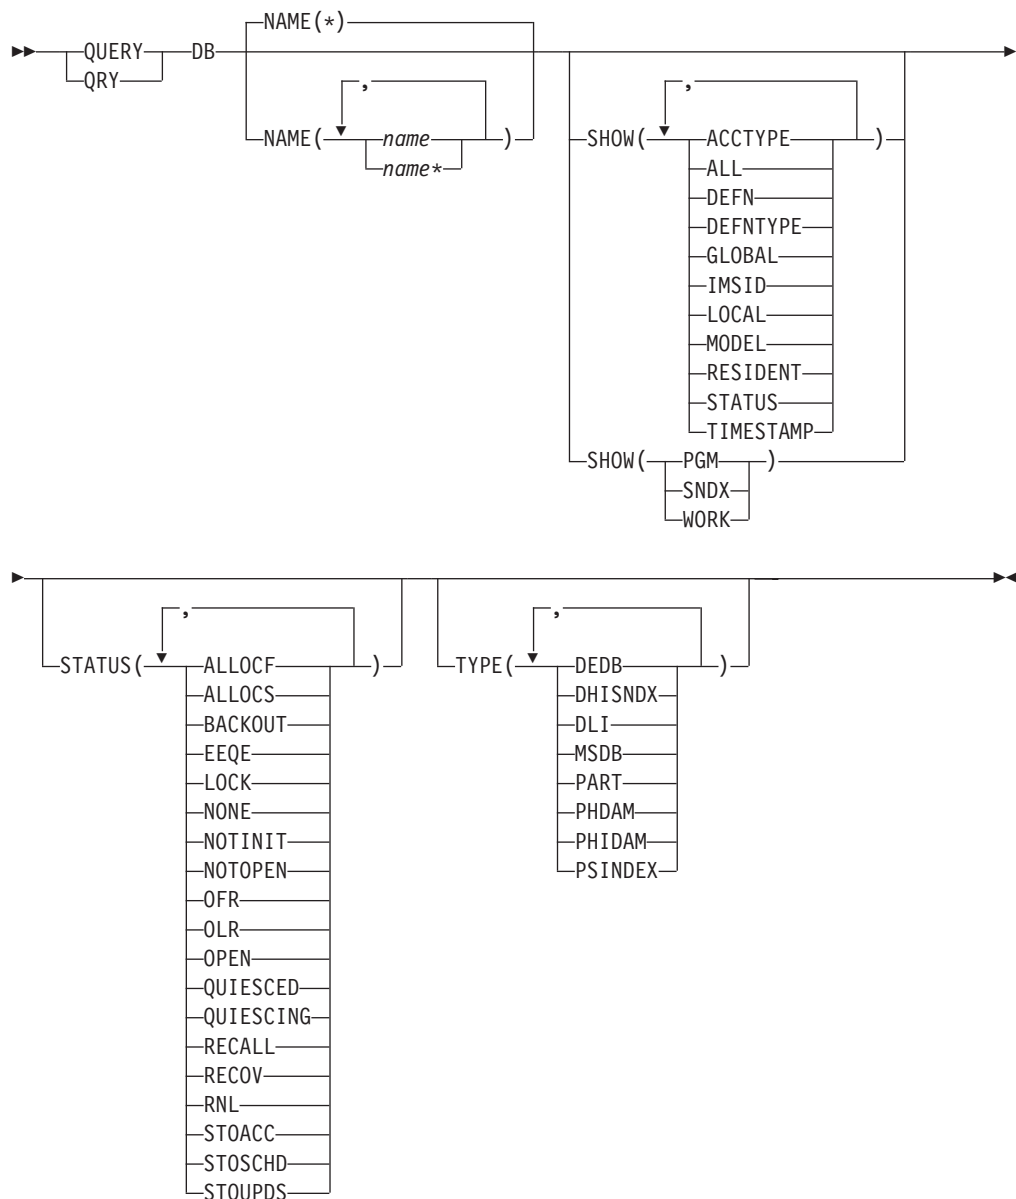 NAME(*)
QUERY DB
QRY
, ,
NAME( name ) SHOW( ACCTYPE )
name* ALL
DEFN
DEFNTYPE
GLOBAL
IMSID
LOCAL
MODEL
RESIDENT
STATUS
TIMESTAMP
SHOW( PGM )
SNDX
WORK
, ,
STATUS( ALLOCF ) TYPE( DEDB )
ALLOCS DHISNDX
BACKOUT DLI
EEQE MSDB
LOCK PART
NONE PHDAM
NOTINIT PHIDAM
NOTOPEN PSINDEX
OFR
OLR
OPEN
QUIESCED
QUIESCING
RECALL
RECOV
RNL
STOACC
STOSCHD
STOUPDS